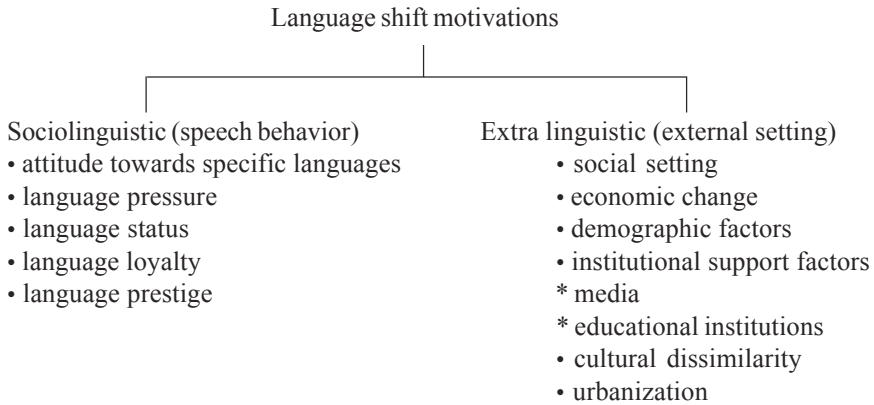 Language shift motivations
Sociolinguistic (speech behavior)
• attitude towards specific languages
• language pressure
• language status
• language loyalty
• language prestige
Extra linguistic (external setting)
• social setting
• economic change
• demographic factors
• institutional support factors
* media
* educational institutions
• cultural dissimilarity
• urbanization